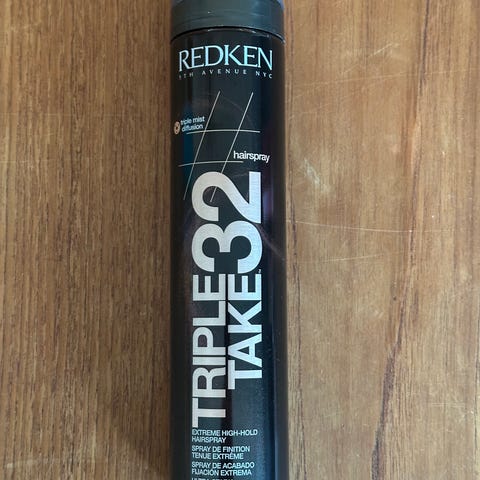 REDKEN
5TH AVENUE NYC
triple mist
diffusion
hairspray
TRIPLE
TAKE™
32
EXTREME HIGH-HOLD
HAIRSPRAY
SPRAY DE FINITION
TENUE EXTRÊME
SPRAY DE ACABADO
FIJACIÓN EXTREMA